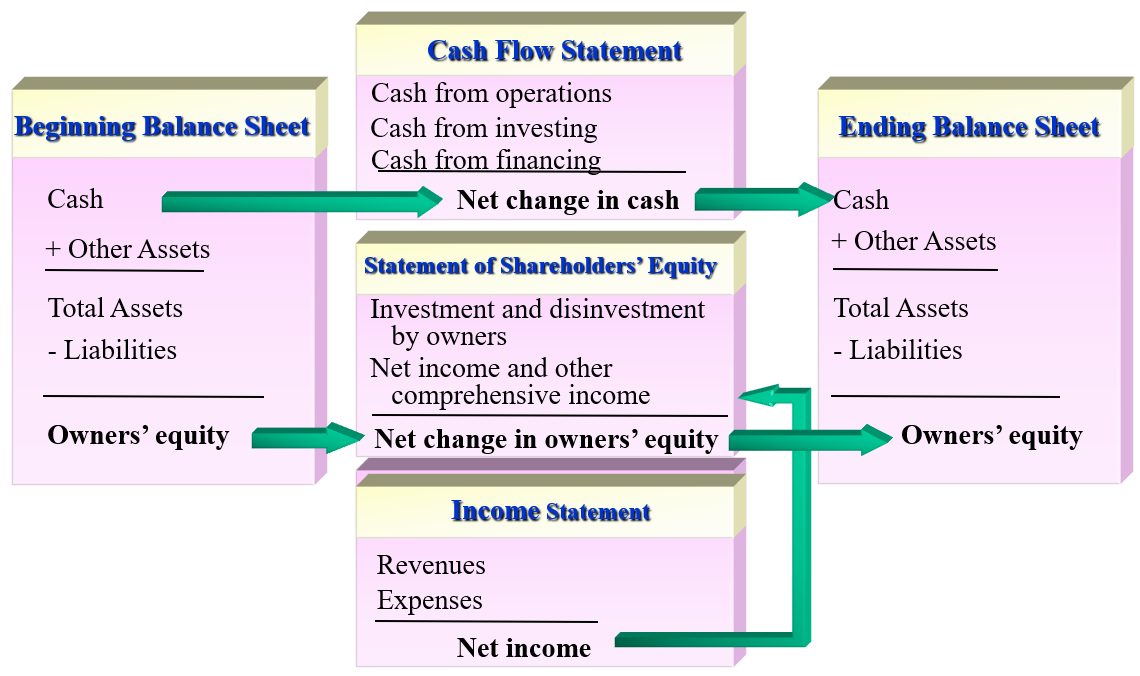 Beginning Balance Sheet
Cash
+ Other Assets
Total Assets
- Liabilities
Owners’ equity
Cash Flow Statement
Cash from operations
Cash from investing
Cash from financing
Net change in cash
Statement of Shareholders’ Equity
Investment and disinvestment
by owners
Net income and other
comprehensive income
Net change in owners’ equity
Income Statement
Revenues
Expenses
Net income
Ending Balance Sheet
Cash
+ Other Assets
Total Assets
- Liabilities
Owners’ equity